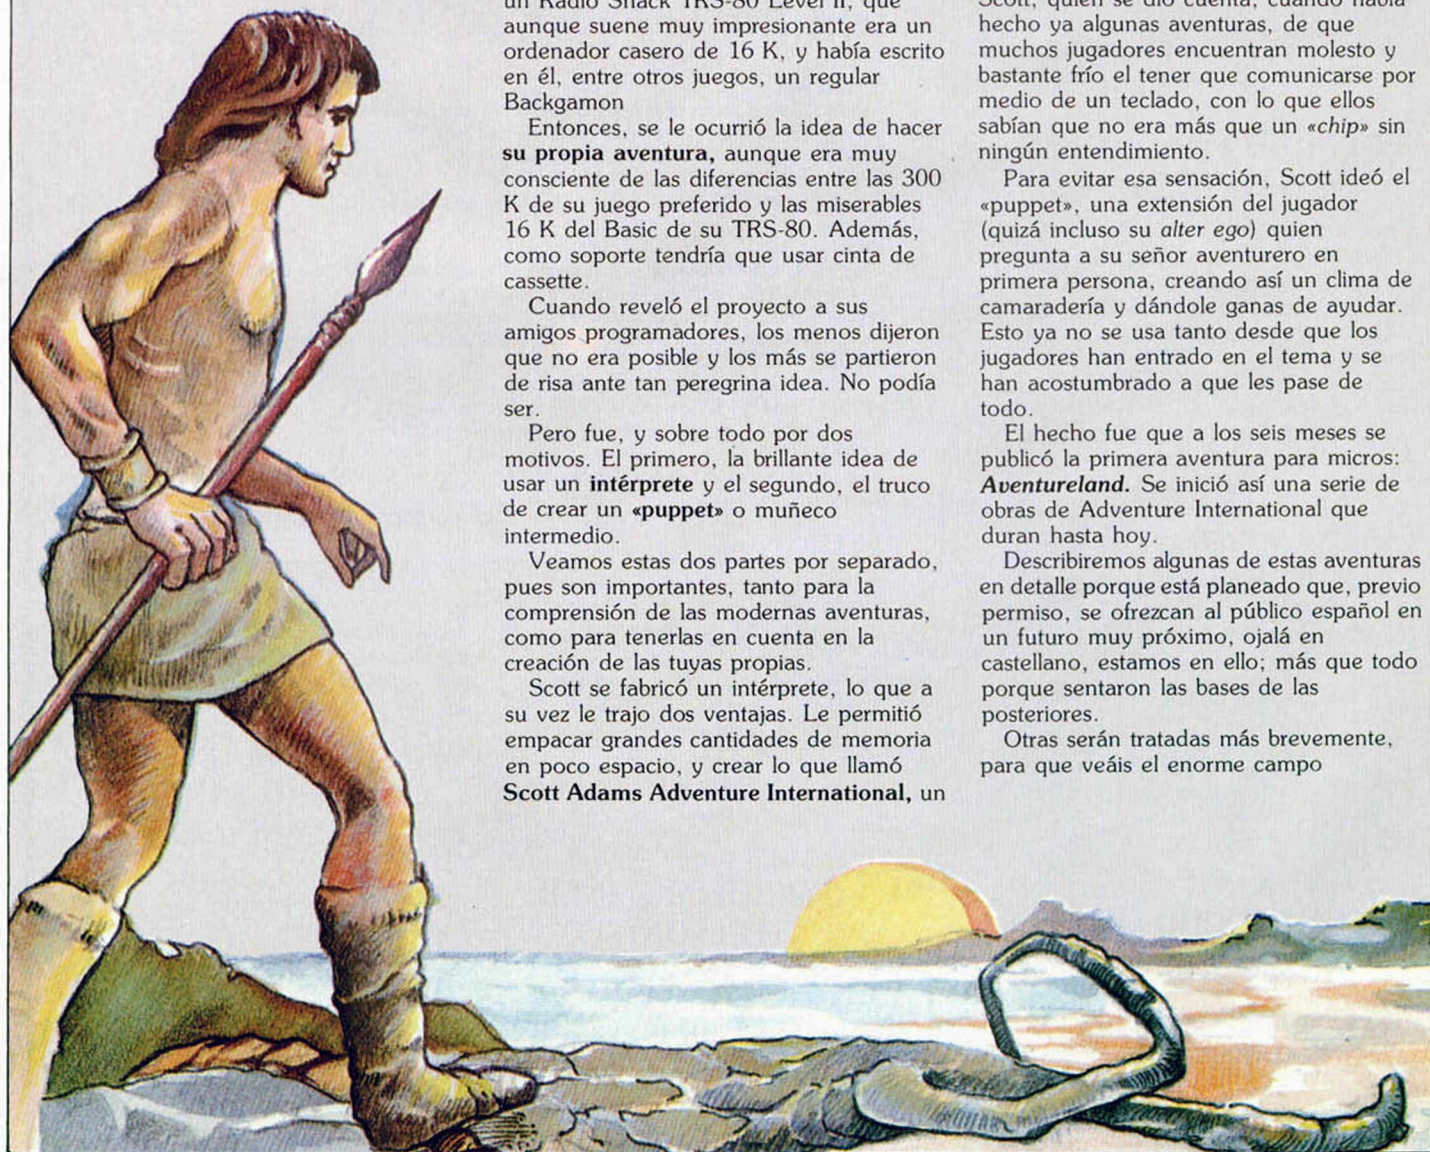 un Radio Shack TRS-80 Level II, que
aunque suene muy impresionante era un
ordenador casero de 16 K, y había escrito
en él, entre otros juegos, un regular
Backgamon
Entonces, se le ocurrió la idea de hacer
su propia aventura, aunque era muy
consciente de las diferencias entre las 300
K de su juego preferido y las miserables
16 K del Basic de su TRS-80. Además,
como soporte tendría que usar cinta de
cassette.
Cuando reveló el proyecto a sus
amigos programadores, los menos dijeron
que no era posible y los más se partieron
de risa ante tan peregrina idea. No podía
ser.
Pero fue, y sobre todo por dos
motivos. El primero, la brillante idea de
usar un intérprete y el segundo, el truco
de crear un «puppet» o muñeco
intermedio.
Veamos estas dos partes por separado,
pues son importantes, tanto para la
comprensión de las modernas aventuras,
como para tenerlas en cuenta en la
creación de las tuyas propias.
Scott se fabricó un intérprete, lo que a
su vez le trajo dos ventajas. Le permitió
empacar grandes cantidades de memoria
en poco espacio, y crear lo que llamó
Scott Adams Adventure International, un
Scott, quien se dio cuenta, cuando había
hecho ya algunas aventuras, de que
muchos jugadores encuentran molesto y
bastante frío el tener que comunicarse por
medio de un teclado, con lo que ellos
sabían que no era más que un «chip» sin
ningún entendimiento.
Para evitar esa sensación, Scott ideó el
«puppet», una extensión del jugador
(quizá incluso su alter ego) quien
pregunta a su señor aventurero en
primera persona, creando así un clima de
camaradería y dándole ganas de ayudar.
Esto ya no se usa tanto desde que los
jugadores han entrado en el tema y se
han acostumbrado a que les pase de
todo.
El hecho fue que a los seis meses se
publicó la primera aventura para micros:
Aventureland. Se inició así una serie de
obras de Adventure International que
duran hasta hoy.
Describiremos algunas de estas aventuras
en detalle porque está planeado que, previo
permiso, se ofrezcan al público español en
un futuro muy próximo, ojalá en
castellano, estamos en ello; más que todo
porque sentaron las bases de las
posteriores.
Otras serán tratadas más brevemente,
para que veáis el enorme campo